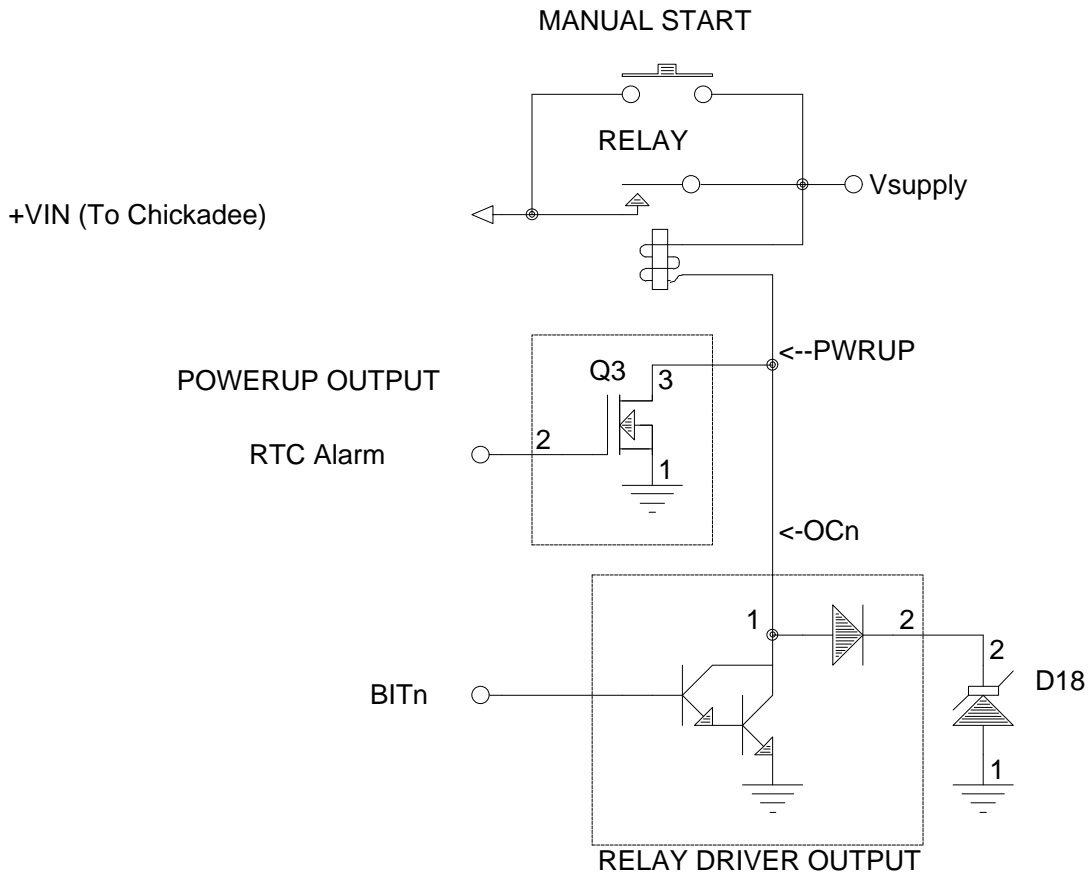 MANUAL START
RELAY
Vsupply
+VIN (To Chickadee)
<--PWRUP
POWERUP OUTPUT
Q3
3
2
RTC Alarm
1
<-OCn
1
2
2
BITn
D18
1
RELAY DRIVER OUTPUT